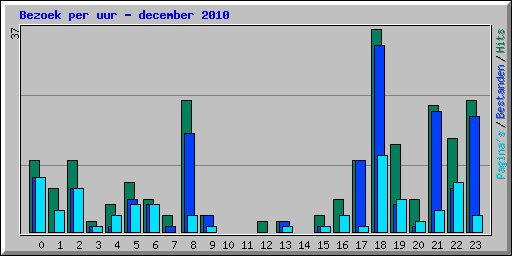 Bezoek per uur - december 2010
37
Pagina's / Bestanden / Hits
0 1 2 3 4 5 6 7 8 9 10 11 12 13 14 15 16 17 18 19 20 21 22 23